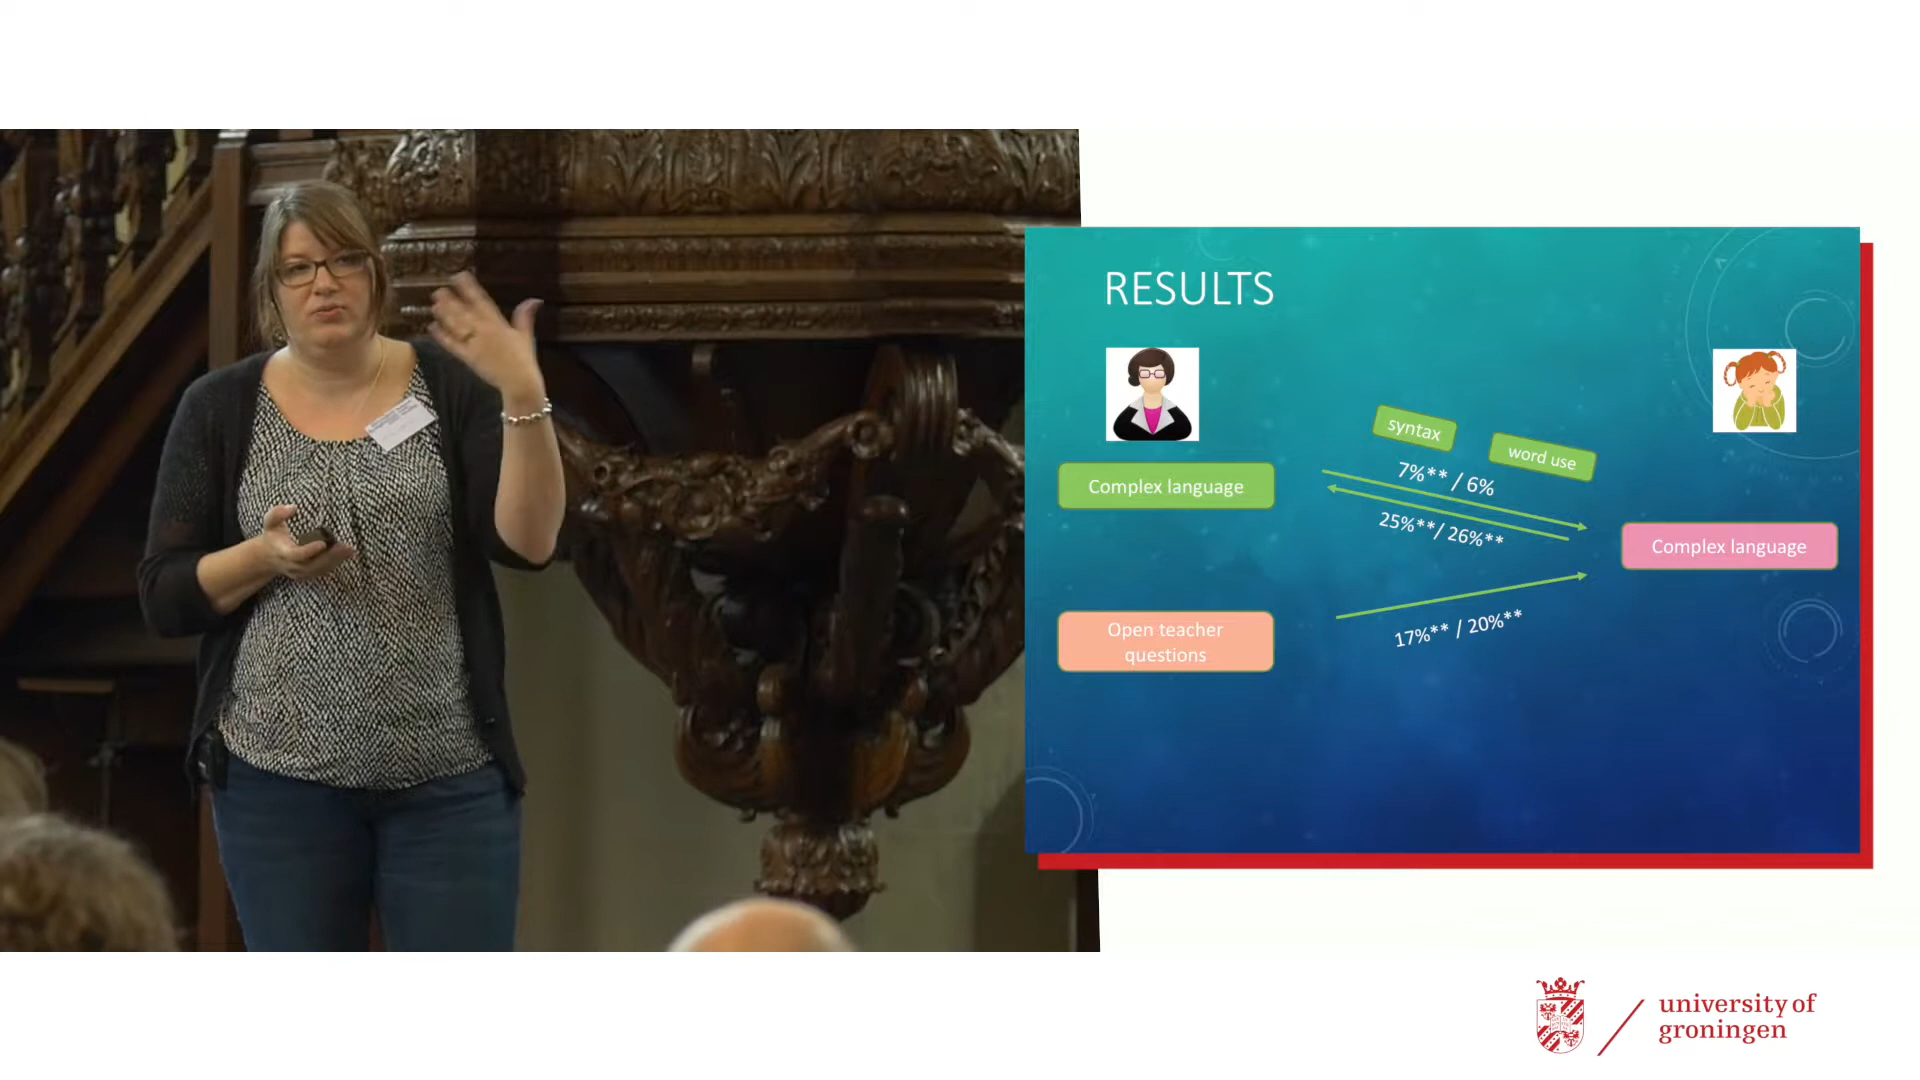 RESULTS
syntax
word use
7%** / 6%
Complex language
25%**/ 26%**
Complex language
Open teacher
questions
17%** / 20%**
university of
groningen